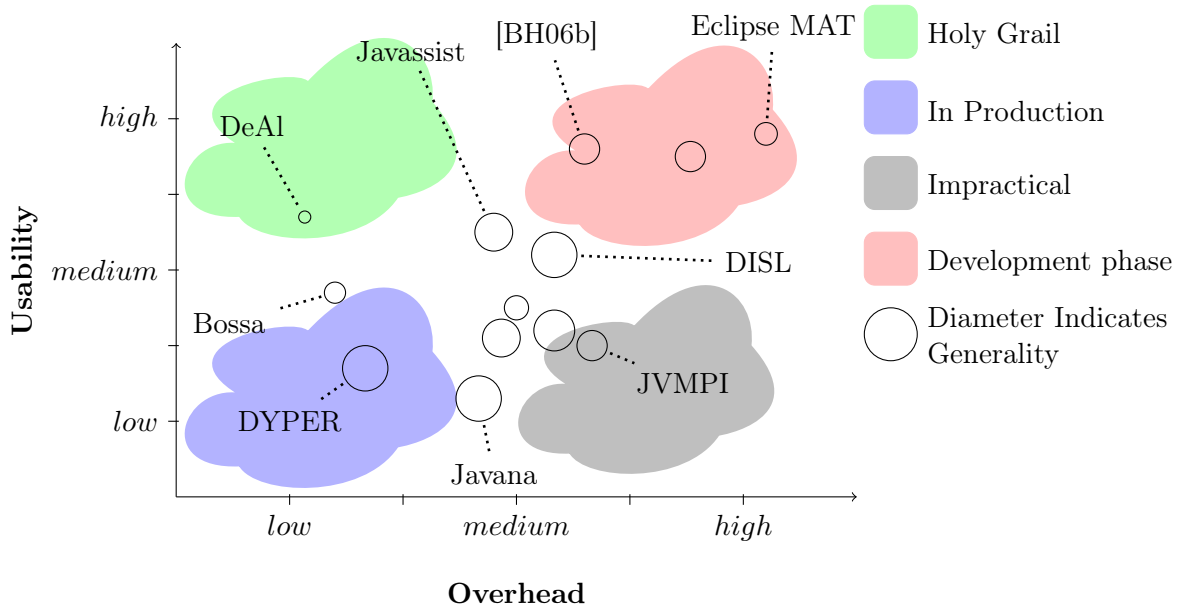 Eclipse MAT
[BH06b]
Javassist
Holy Grail
high
DeAl
In Production
Impractical
Usability
medium
DISL
Development phase
Bossa
Diameter Indicates
Generality
JVMPI
low
DYPER
Javana
low
medium
high
Overhead